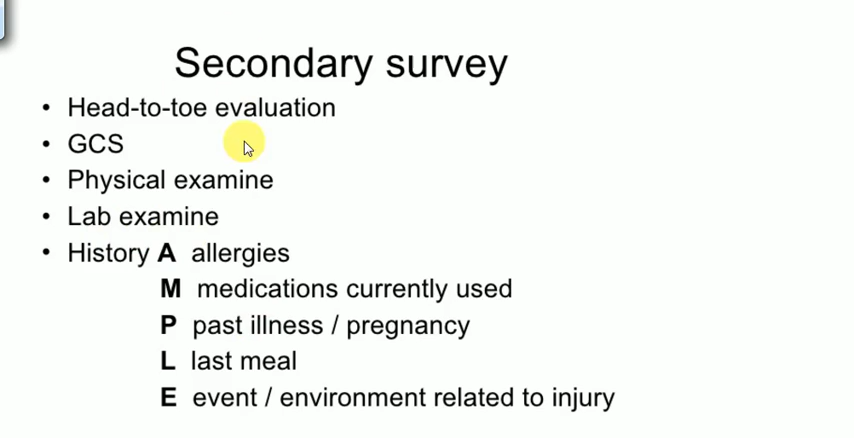 Secondary survey
• Head-to-toe evaluation
• GCS
• Physical examine
• Lab examine
• History A allergies
M medications currently used
P past illness / pregnancy
L last meal
E event / environment related to injury